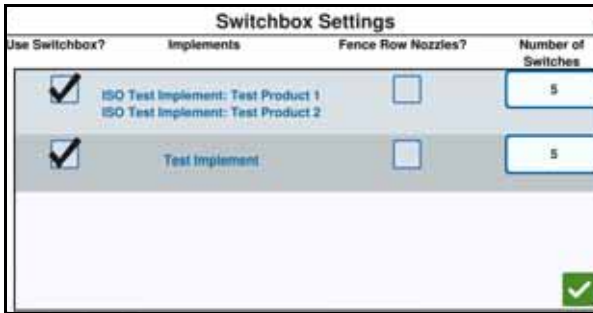 Switchbox Settings
Use Switchbox? Implements Fence Row Nozzles? Number of
Switches
ISO Test Implement: Test Product 1 5
ISO Test Implement: Test Product 2
Test Implement 5